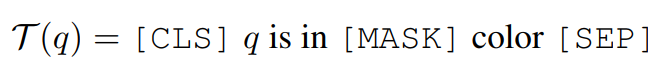 𝒯(q) = [CLS] q is in [MASK] color [SEP]